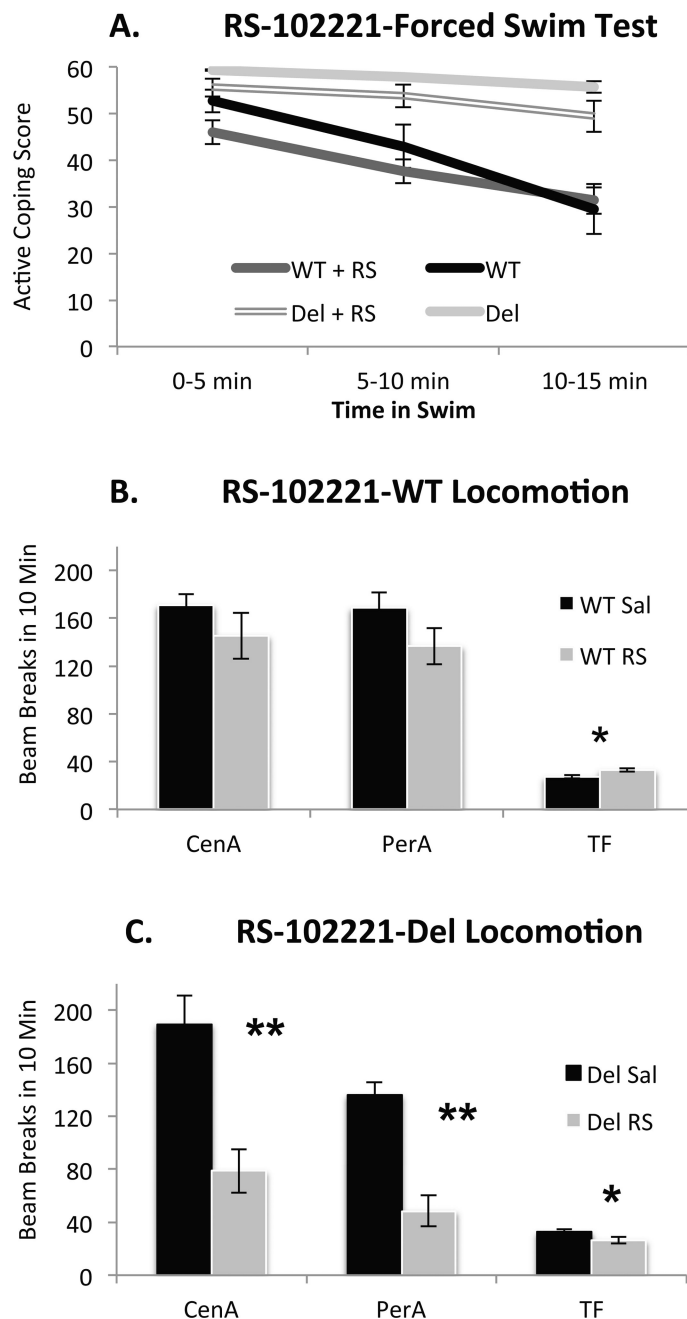 A. RS-102221-Forced Swim Test
Active Coping Score
60
50
40
30
20
10
0
WT + RS
WT
Del + RS
Del
0-5 min
5-10 min
10-15 min
Time in Swim
B. RS-102221-WT Locomotion
Beam Breaks in 10 Min
200
160
120
80
40
0
WT Sal
WT RS
*
CenA
PerA
TF
C. RS-102221-Del Locomotion
Beam Breaks in 10 Min
200
160
120
80
40
0
**
**
*
Del Sal
Del RS
CenA
PerA
TF